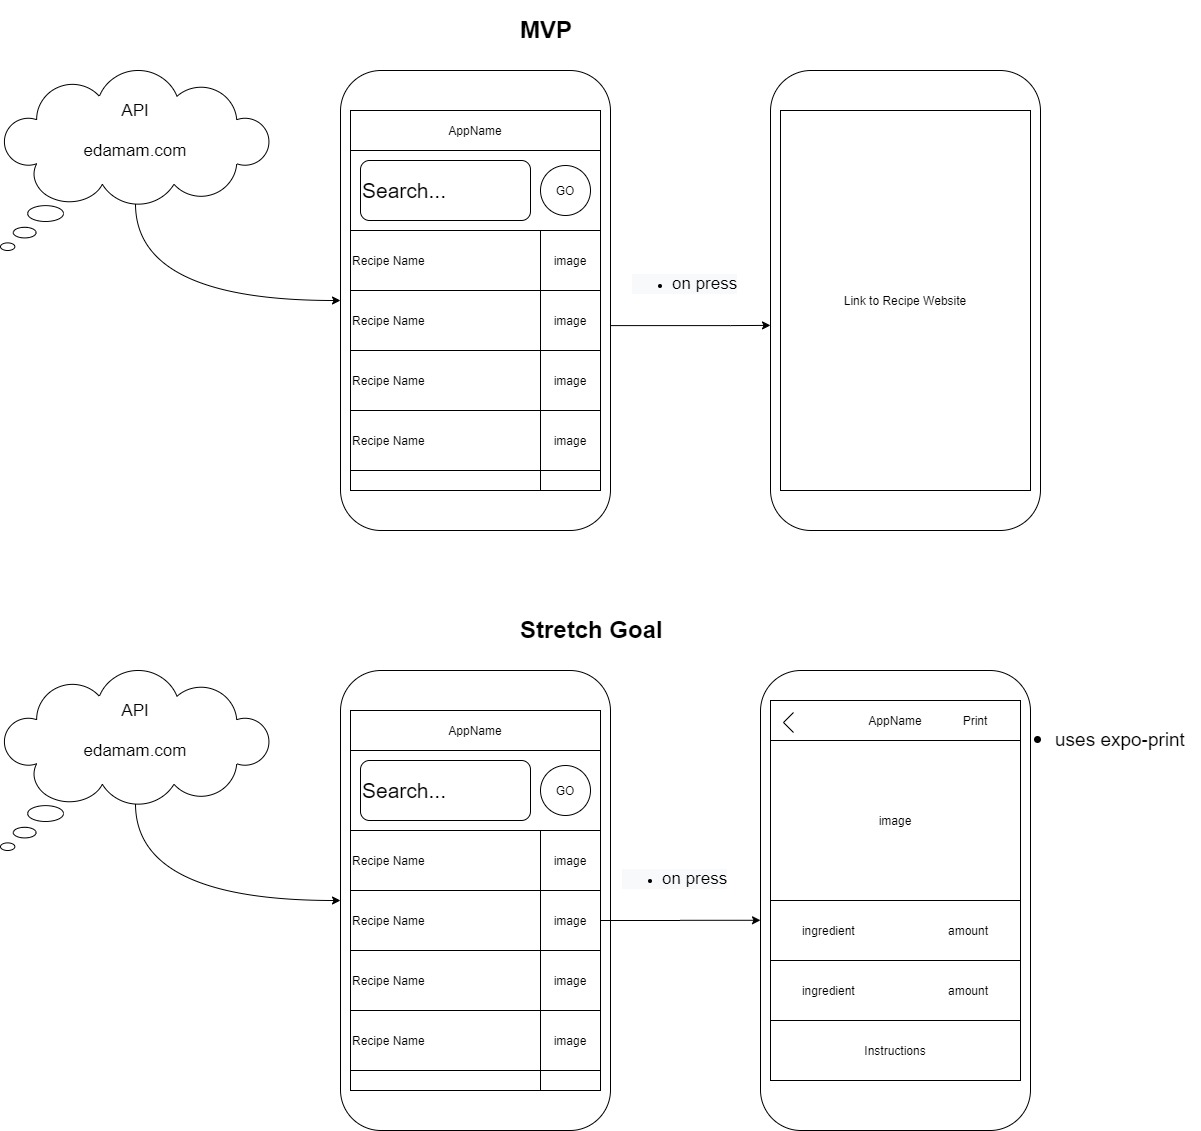 MVP
API
edamam.com
AppName
Search...
GO
Recipe Name
image
Recipe Name
image
Recipe Name
image
Recipe Name
image
• on press
Link to Recipe Website
Stretch Goal
API
edamam.com
AppName
Search...
GO
Recipe Name
image
Recipe Name
image
Recipe Name
image
Recipe Name
image
• on press
AppName
Print
• uses expo-print
image
ingredient
amount
ingredient
amount
Instructions